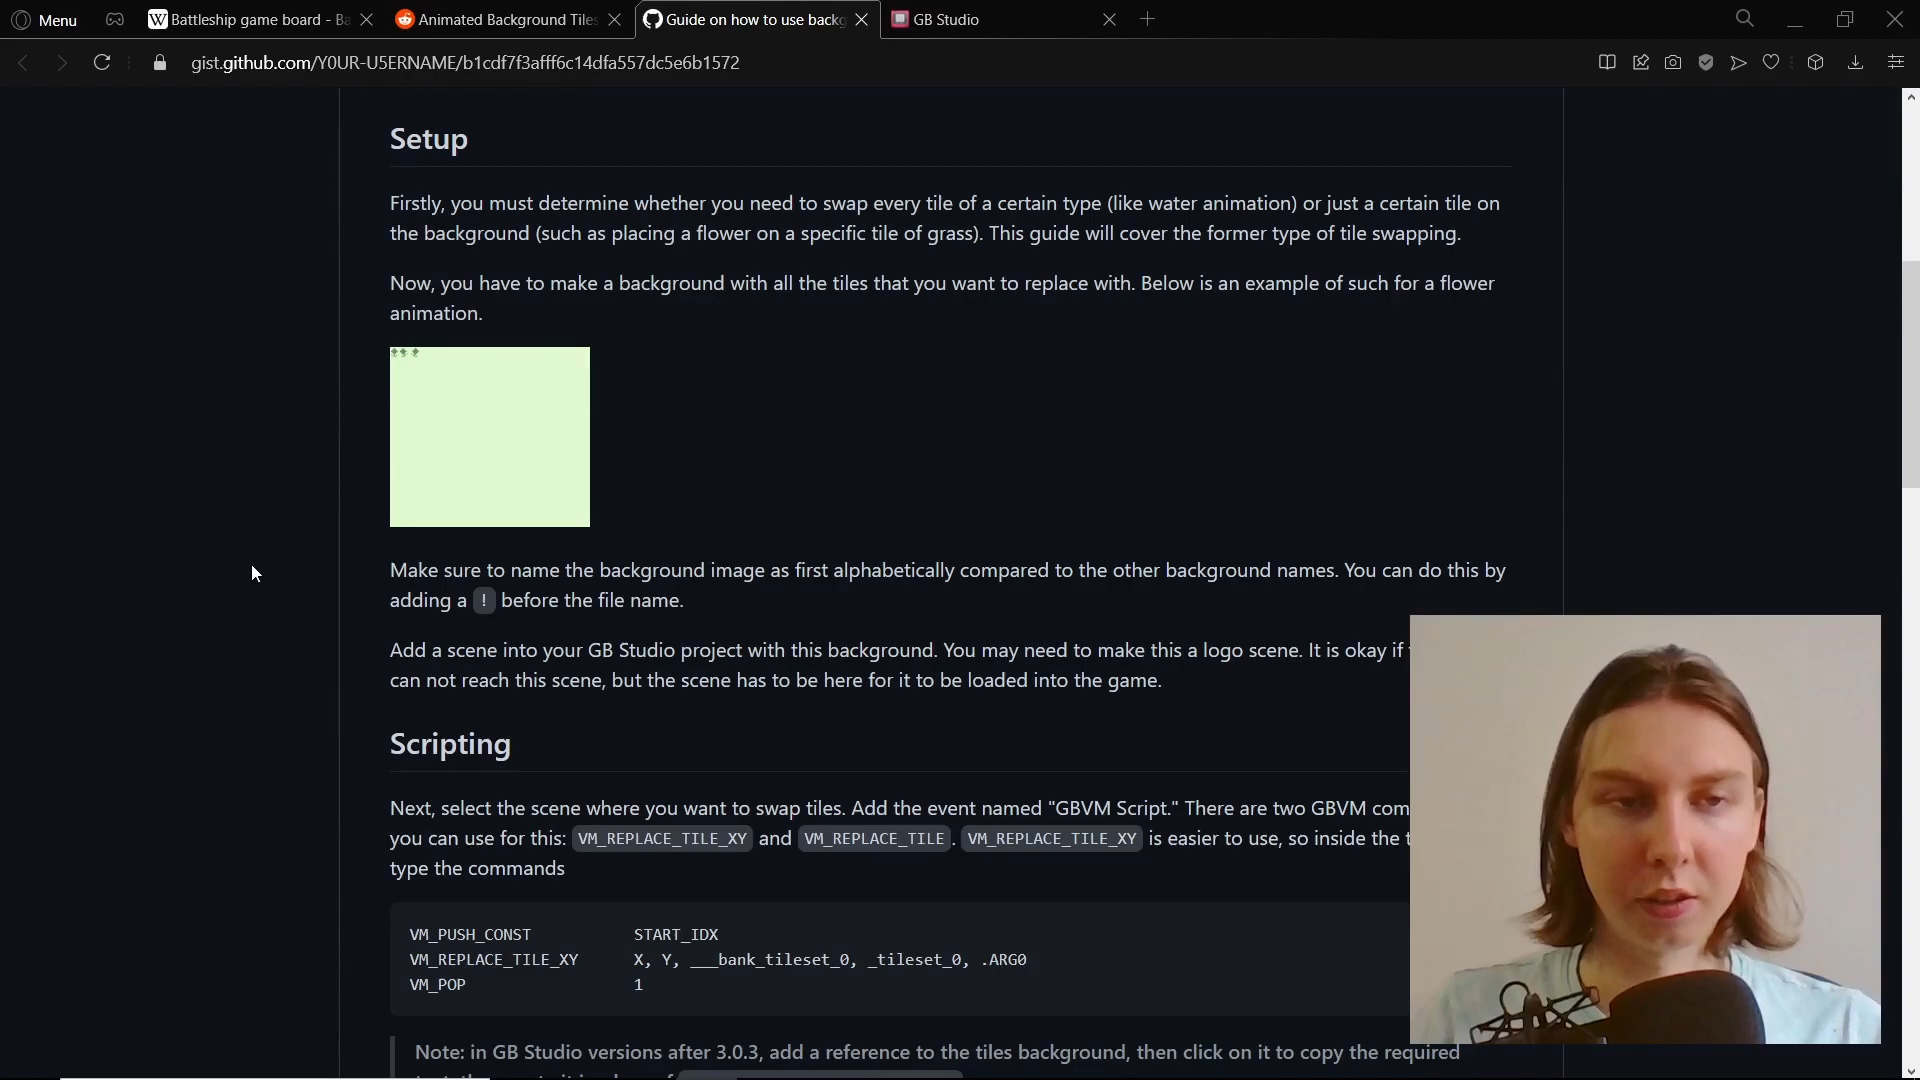 Menu
Battleship game board - Ba
Animated Background Tiles
Guide on how to use backg
GB Studio
gist.github.com/Y0UR-U5ERNAME/b1cdf7f3afff6c14dfa557dc5e6b1572
Setup
Firstly, you must determine whether you need to swap every tile of a certain type (like water animation) or just a certain tile on
the background (such as placing a flower on a specific tile of grass). This guide will cover the former type of tile swapping.
Now, you have to make a background with all the tiles that you want to replace with. Below is an example of such for a flower
animation.
Make sure to name the background image as first alphabetically compared to the other background names. You can do this by
adding a ! before the file name.
Add a scene into your GB Studio project with this background. You may need to make this a logo scene. It is okay if
can not reach this scene, but the scene has to be here for it to be loaded into the game.
Scripting
Next, select the scene where you want to swap tiles. Add the event named "GBVM Script." There are two GBVM com
you can use for this: VM_REPLACE_TILE_XY and VM_REPLACE_TILE. VM_REPLACE_TILE_XY is easier to use, so inside the t
type the commands
VM_PUSH_CONST START_IDX
VM_REPLACE_TILE_XY X, Y, ___bank_tileset_0, _tileset_0, .ARG0
VM_POP 1
Note: in GB Studio versions after 3.0.3, add a reference to the tiles background, then click on it to copy the required